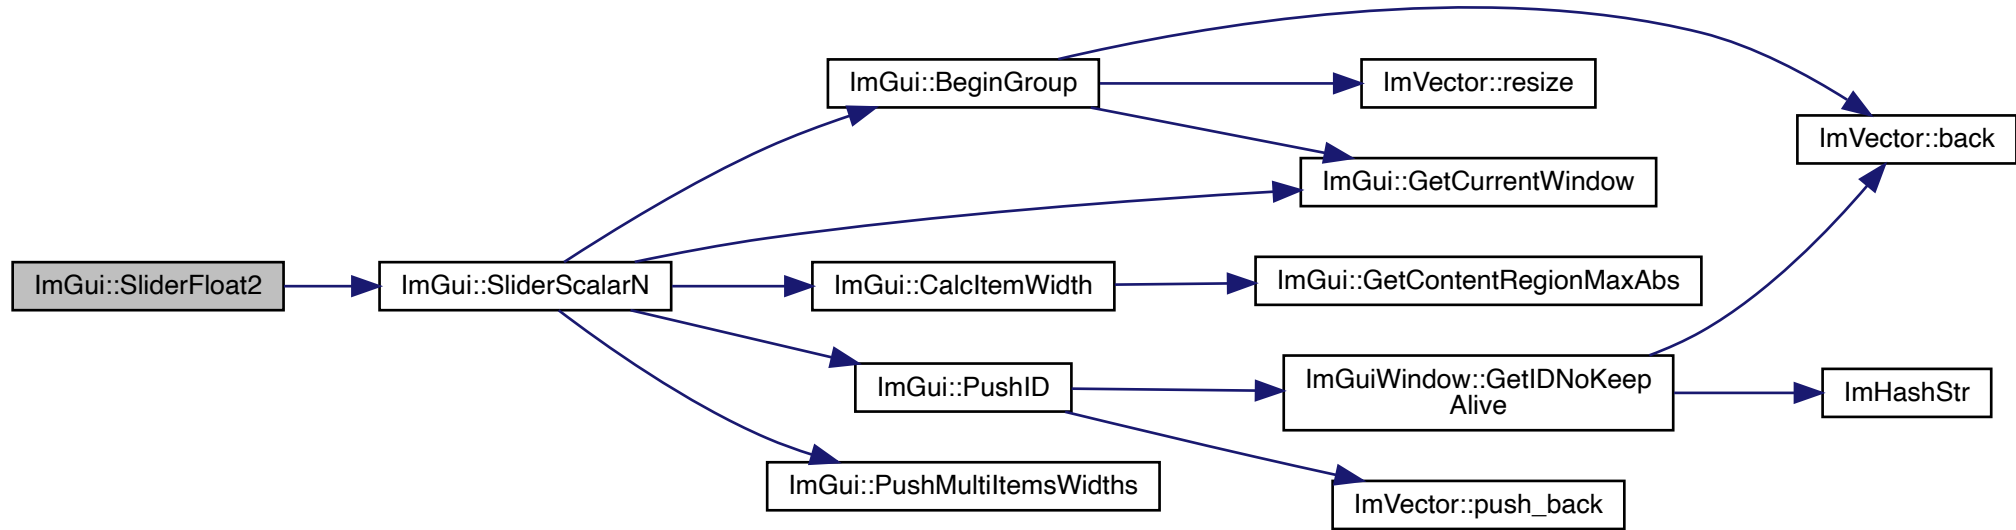 ImGui::SliderFloat2
ImGui::SliderScalarN
ImGui::BeginGroup
ImVector::resize
ImVector::back
ImGui::GetCurrentWindow
ImGui::CalcItemWidth
ImGui::GetContentRegionMaxAbs
ImGui::PushID
ImGuiWindow::GetIDNoKeep
Alive
ImHashStr
ImGui::PushMultiItemsWidths
ImVector::push_back